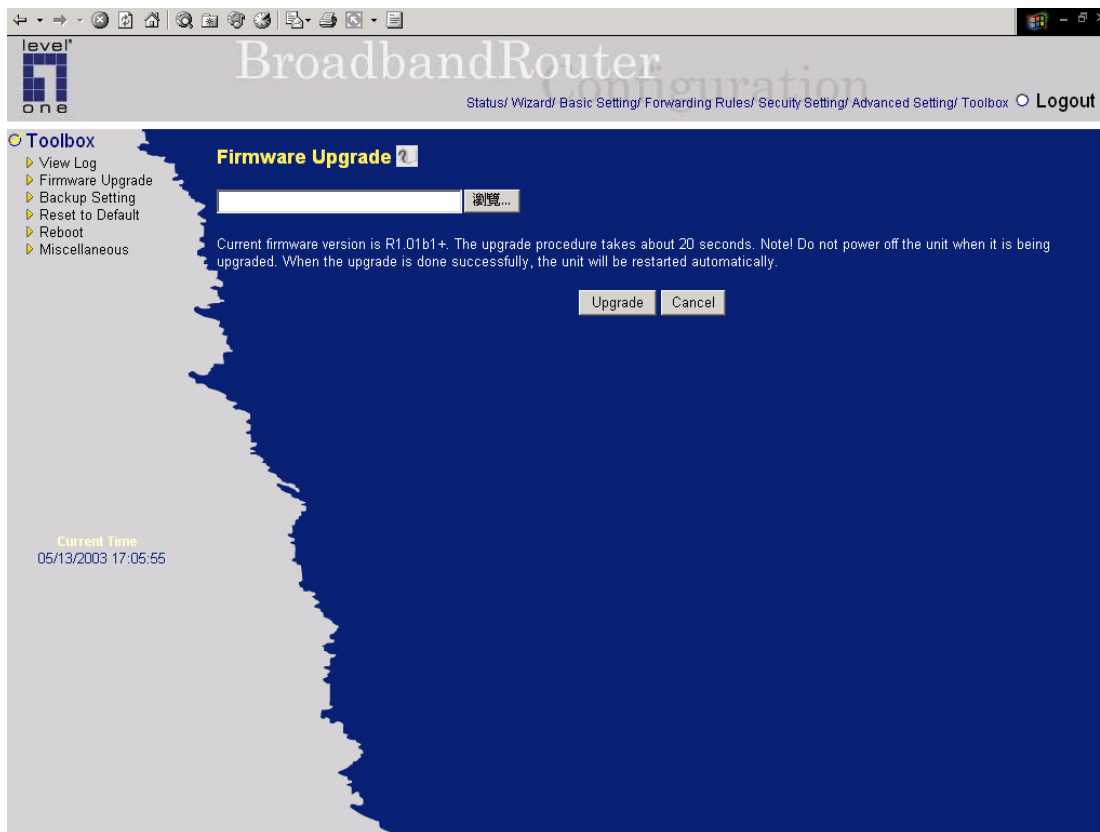 level
one
BroadbandRouter
Configuration
Status/ Wizard/ Basic Setting/ Forwarding Rules/ Secuity Setting/ Advanced Setting/ Toolbox
Logout
Toolbox
View Log
Firmware Upgrade
Backup Setting
Reset to Default
Reboot
Miscellaneous
Current Time
05/13/2003 17:05:55
Firmware Upgrade
瀏覽...
Current firmware version is R1.01b1+. The upgrade procedure takes about 20 seconds. Note! Do not power off the unit when it is being
upgraded. When the upgrade is done successfully, the unit will be restarted automatically.
Upgrade
Cancel